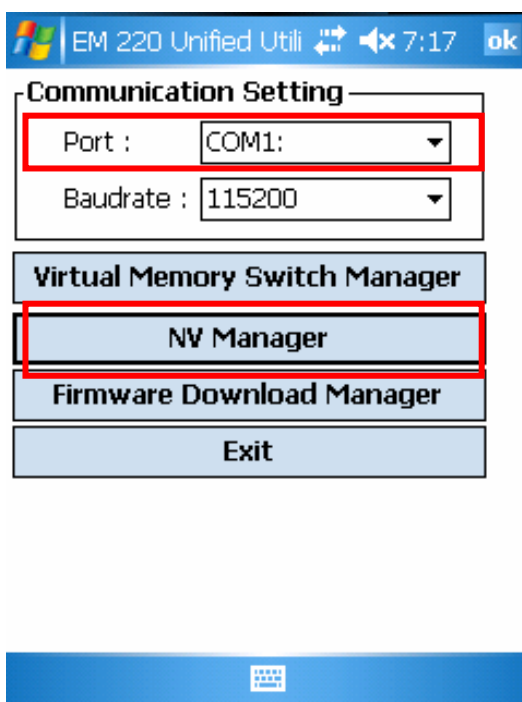 EM 220 Unified Utili 7:17 ok
Communication Setting
Port : COM1:
Baudrate : 115200
Virtual Memory Switch Manager
NV Manager
Firmware Download Manager
Exit